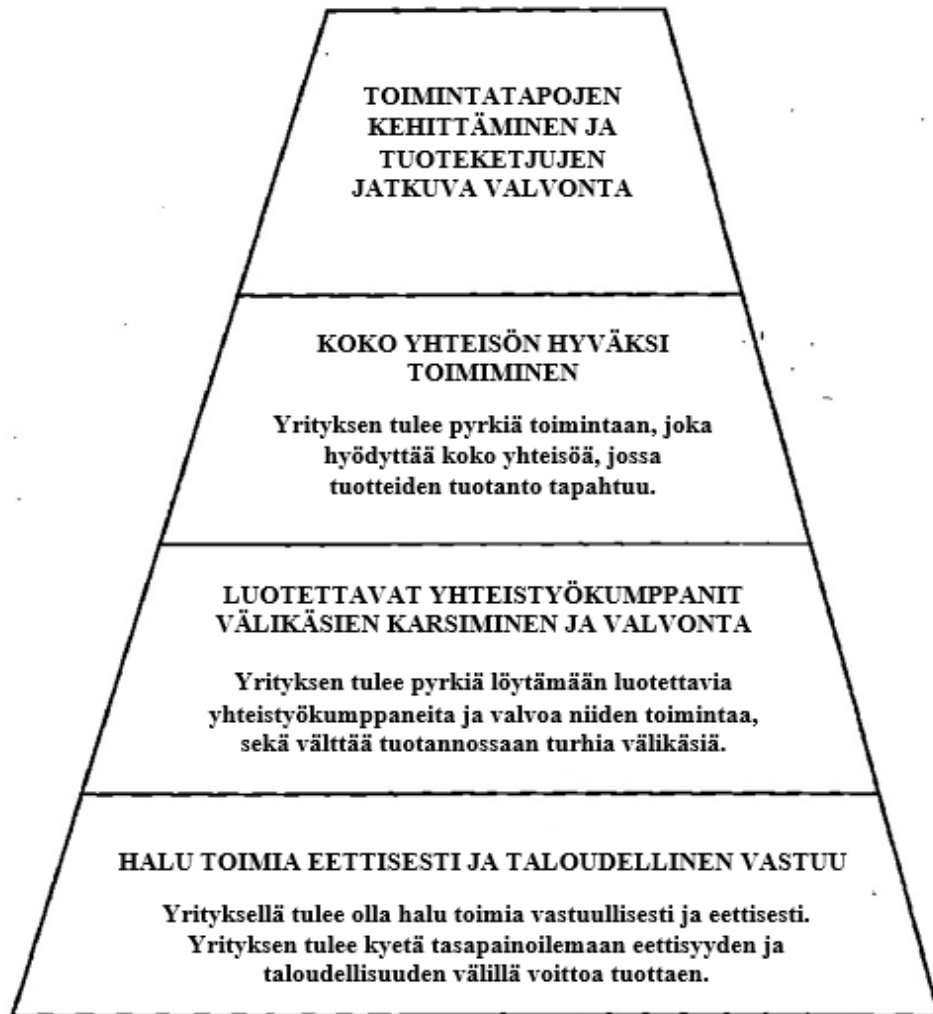 TOIMINTATAPOJEN
KEHITTÄMINEN JA
TUOTEKETJUJEN
JATKUVA VALVONTA
KOKO YHTEISÖN HYVÄKSI
TOIMIMINEN
Yrityksen tulee pyrkiä toimintaan, joka
hyödyttää koko yhteisöä, jossa
tuotteiden tuotanto tapahtuu.
LUOTETTAVAT YHTEISTYÖKUMPPANIT
VÄLIKÄSIEN KARSIMINEN JA VALVONTA
Yrityksen tulee pyrkiä löytämään luotettavia
yhteistyökumppaneita ja valvoa niiden toimintaa,
sekä välttää tuotannossaan turhia välikäsiä.
HALU TOIMIA EETTISESTI JA TALOUDELLINEN VASTUU
Yrityksellä tulee olla halu toimia vastuullisesti ja eettisesti.
Yrityksen tulee kyetä tasapainoilemaan eettisyyden ja
taloudellisuuden välillä voittoa tuottaen.